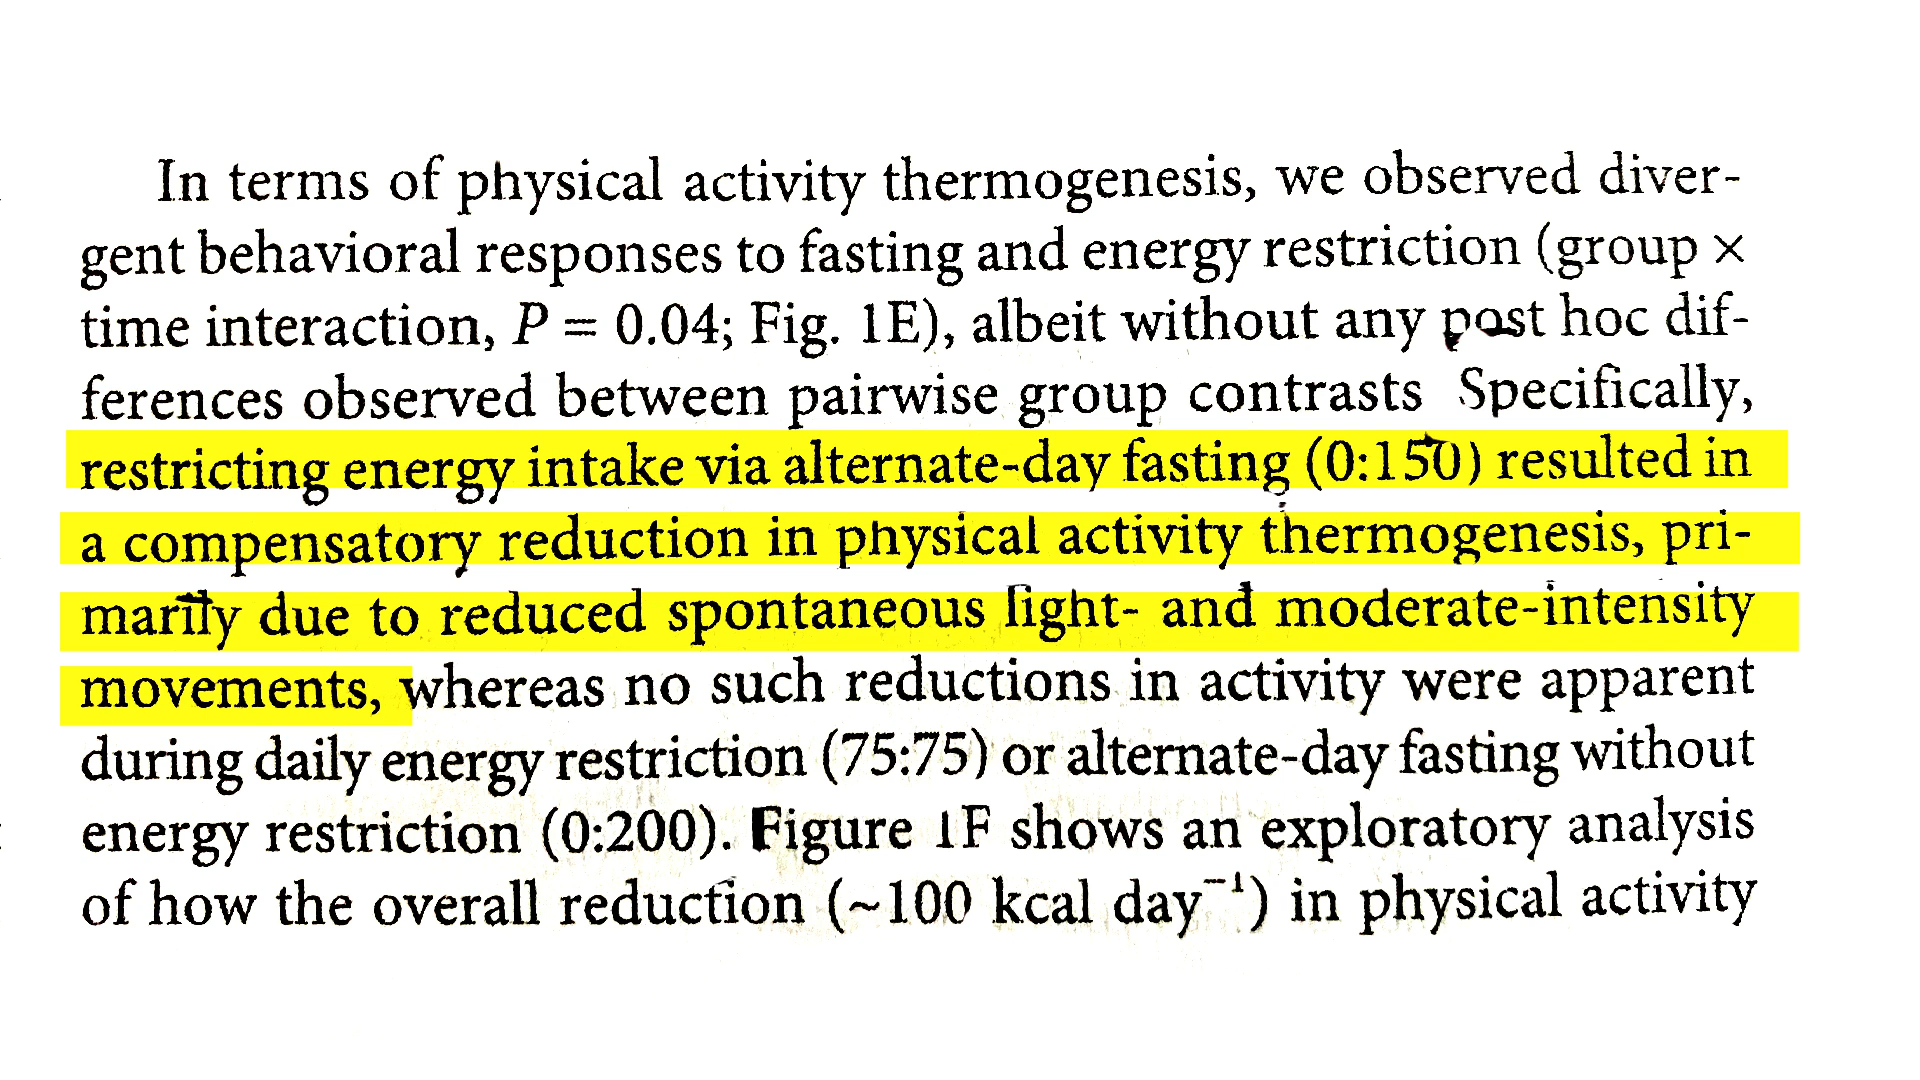 In terms of physical activity thermogenesis, we observed diver-
gent behavioral responses to fasting and energy restriction (group ×
time interaction, P = 0.04; Fig. 1E), albeit without any post hoc dif-
ferences observed between pairwise group contrasts Specifically,
restricting energy intake via alternate-day fasting (0:150) resulted in
a compensatory reduction in physical activity thermogenesis, pri-
marily due to reduced spontaneous light- and moderate-intensity
movements, whereas no such reductions in activity were apparent
during daily energy restriction (75:75) or alternate-day fasting without
energy restriction (0:200). Figure 1F shows an exploratory analysis
of how the overall reduction (~100 kcal day⁻¹) in physical activity